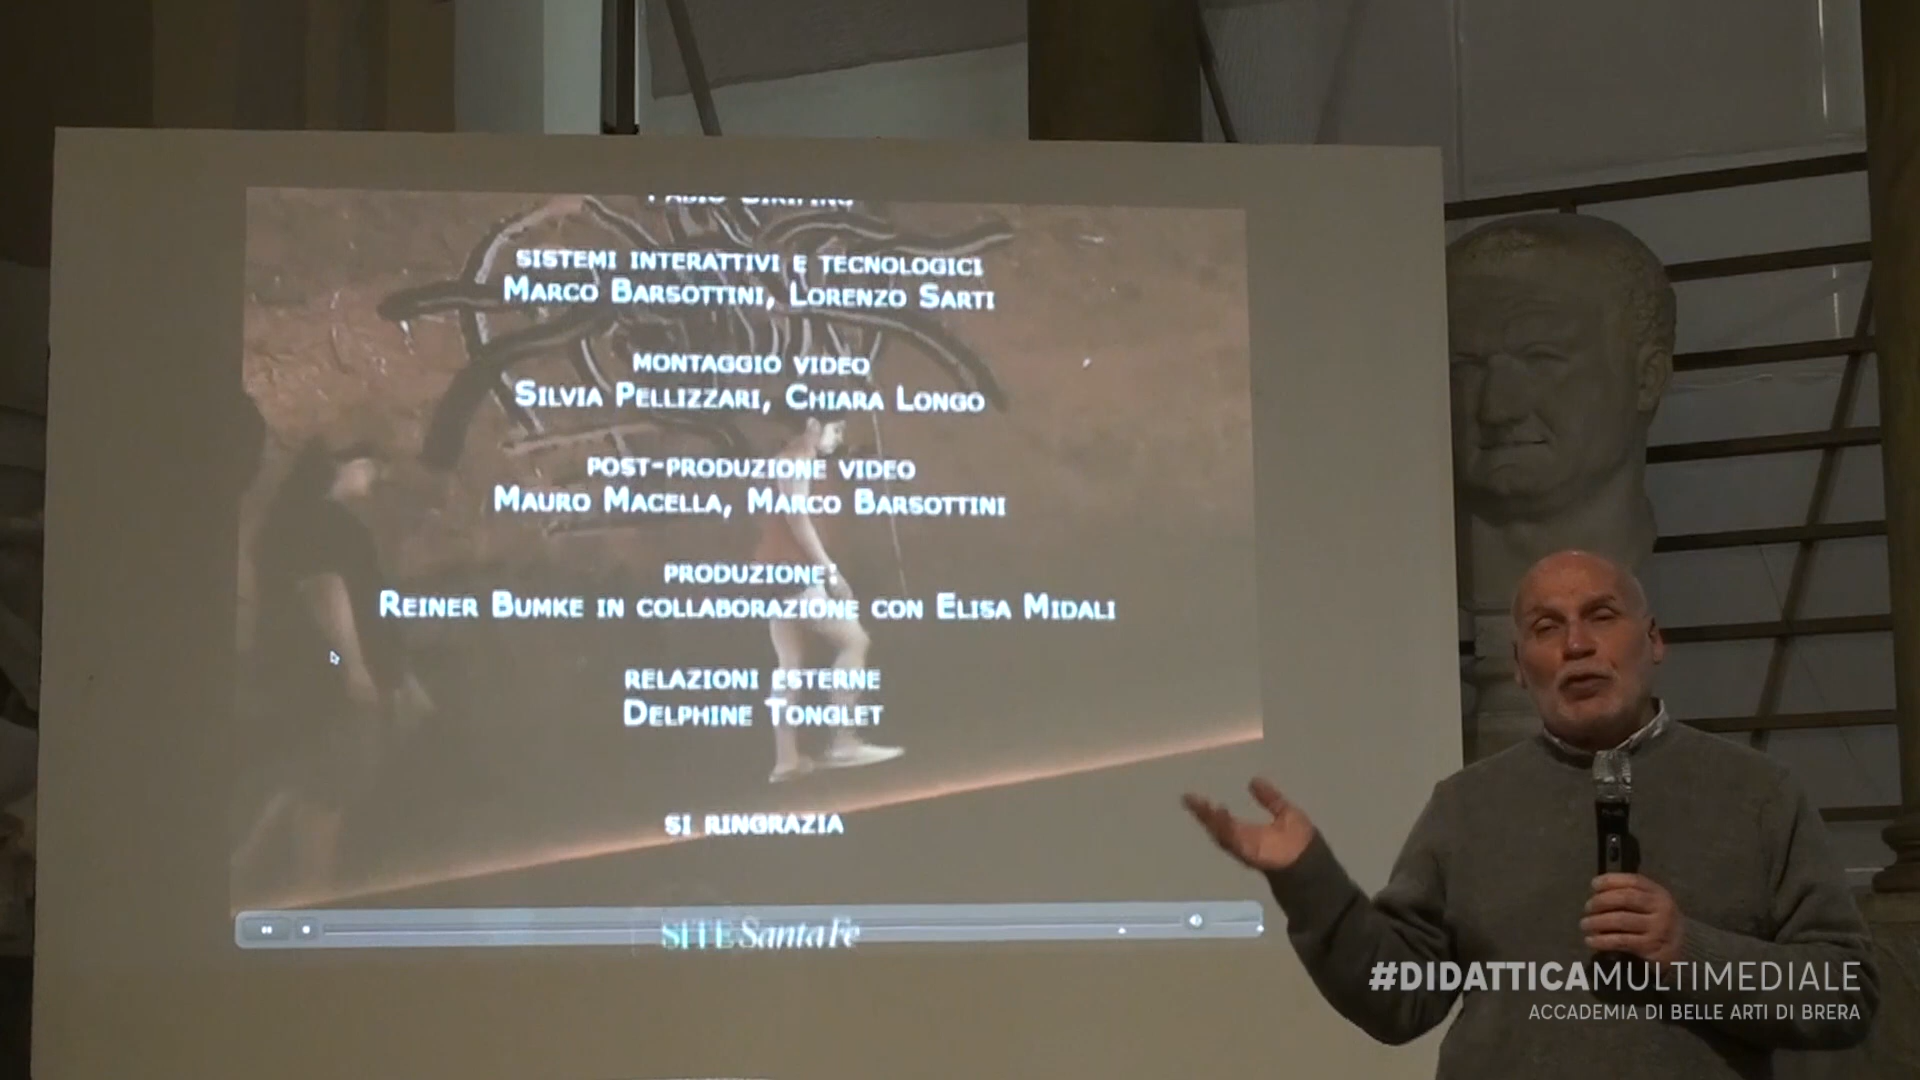 SISTEMI INTERATTIVI E TECNOLOGICI
MARCO BARSOTTINI, LORENZO SARTI
MONTAGGIO VIDEO
SILVIA PELLIZZARI, CHIARA LONGO
POST-PRODUZIONE VIDEO
MAURO MACELLA, MARCO BARSOTTINI
PRODUZIONE:
REINER BUMKE IN COLLABORAZIONE CON ELISA MIDALI
RELAZIONI ESTERNE
DELPHINE TONGLET
SI RINGRAZIA
SITE Santa Fe
#DIDATTICAMULTIMEDIALE
ACCADEMIA DI BELLE ARTI DI BRERA